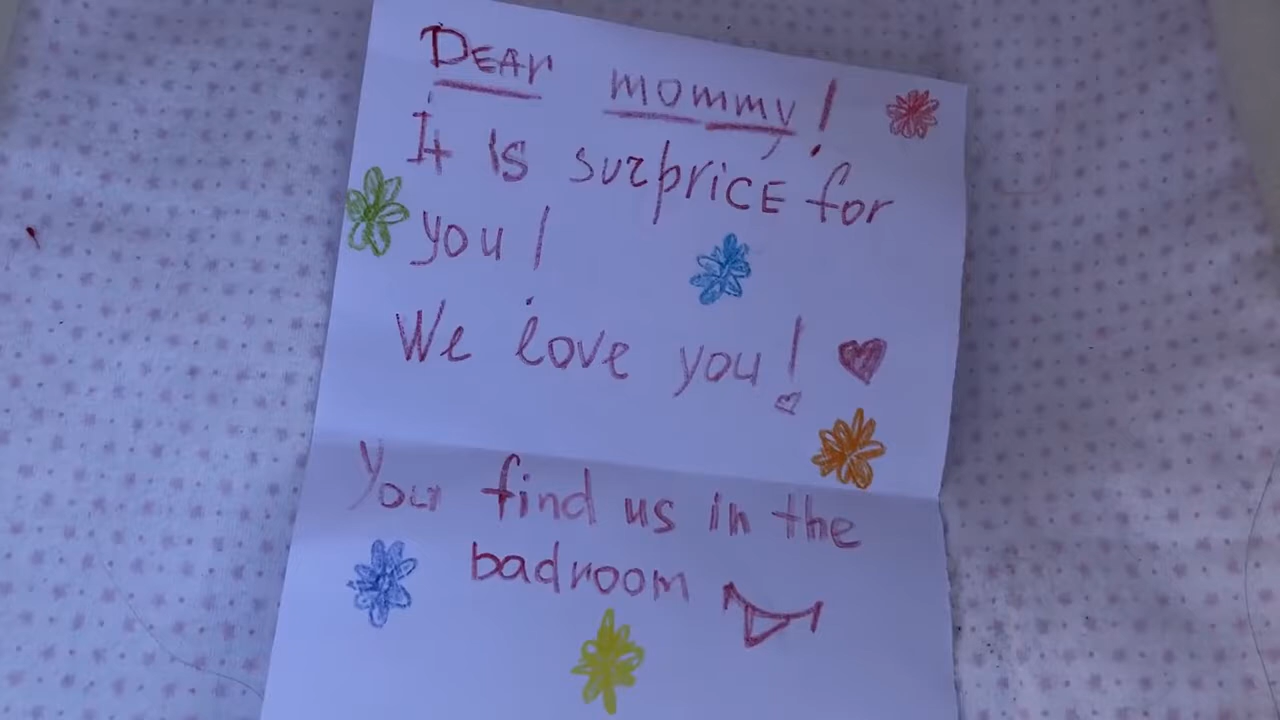 DEAr mommy!
It is surpriCE for
you!
We love you!
You find us in the
badroom